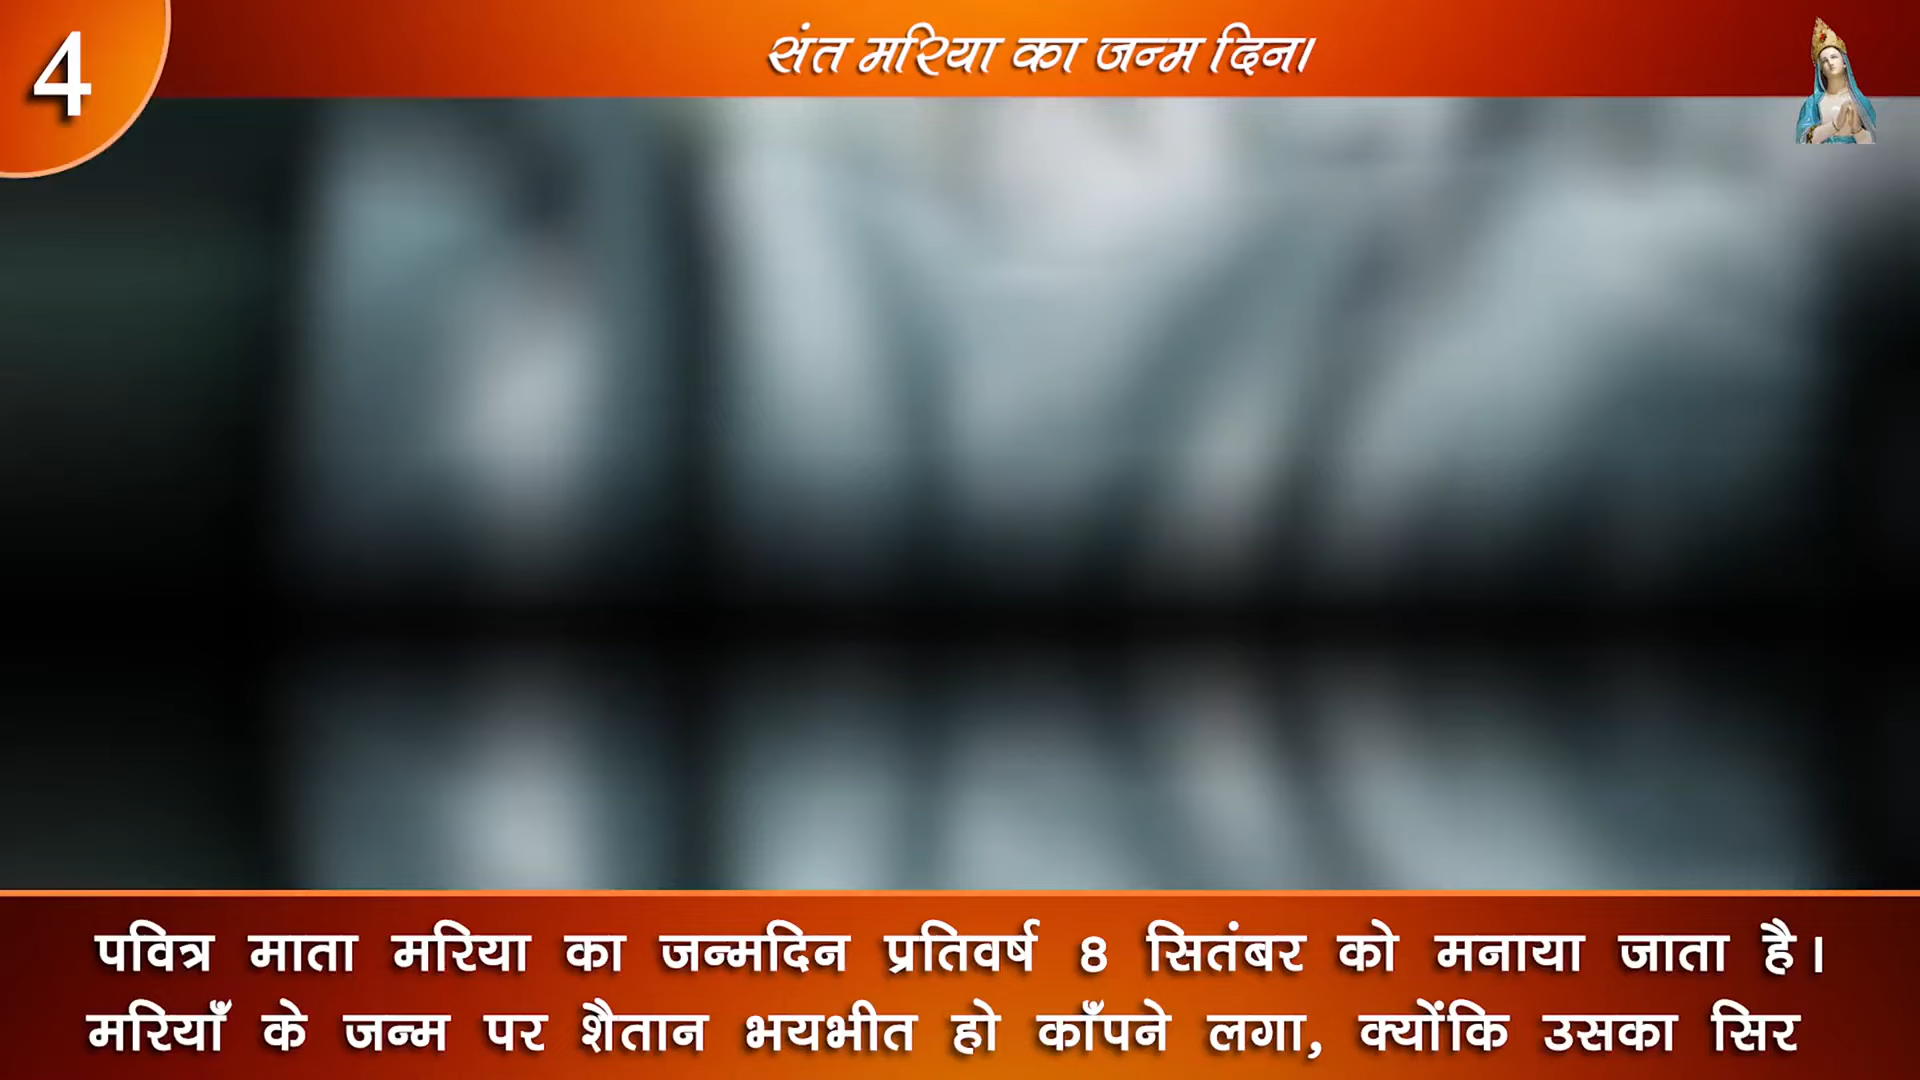 4
संत मरिया का जन्म दिन।
पवित्र माता मरिया का जन्मदिन प्रतिवर्ष 8 सितंबर को मनाया जाता है।
मरियाँ के जन्म पर शैतान भयभीत हो काँपने लगा, क्योंकि उसका सिर